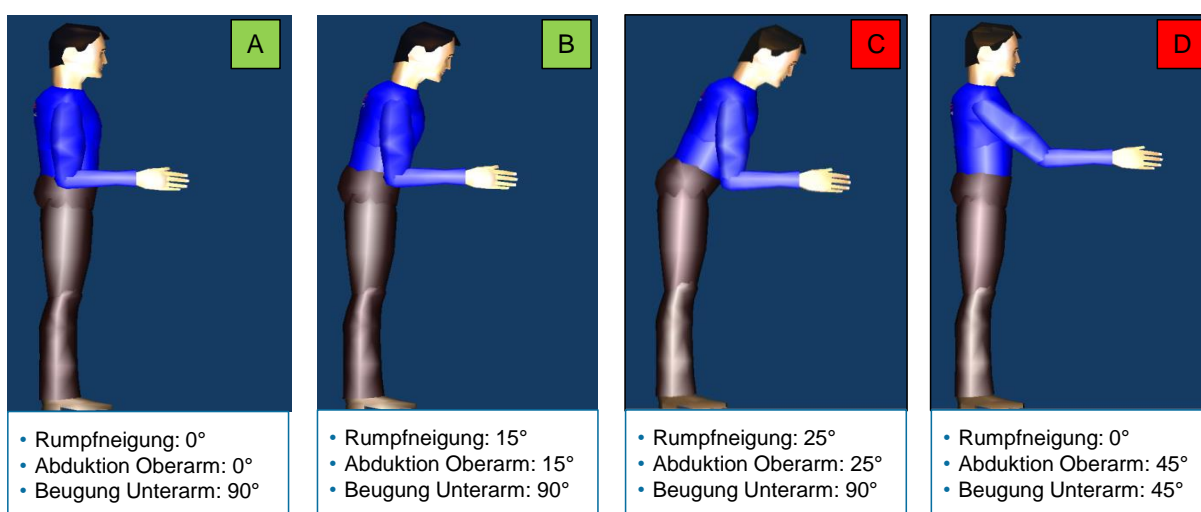 A
B
C
D
• Rumpfneigung: 0°
• Abduktion Oberarm: 0°
• Beugung Unterarm: 90°
• Rumpfneigung: 15°
• Abduktion Oberarm: 15°
• Beugung Unterarm: 90°
• Rumpfneigung: 25°
• Abduktion Oberarm: 25°
• Beugung Unterarm: 90°
• Rumpfneigung: 0°
• Abduktion Oberarm: 45°
• Beugung Unterarm: 45°